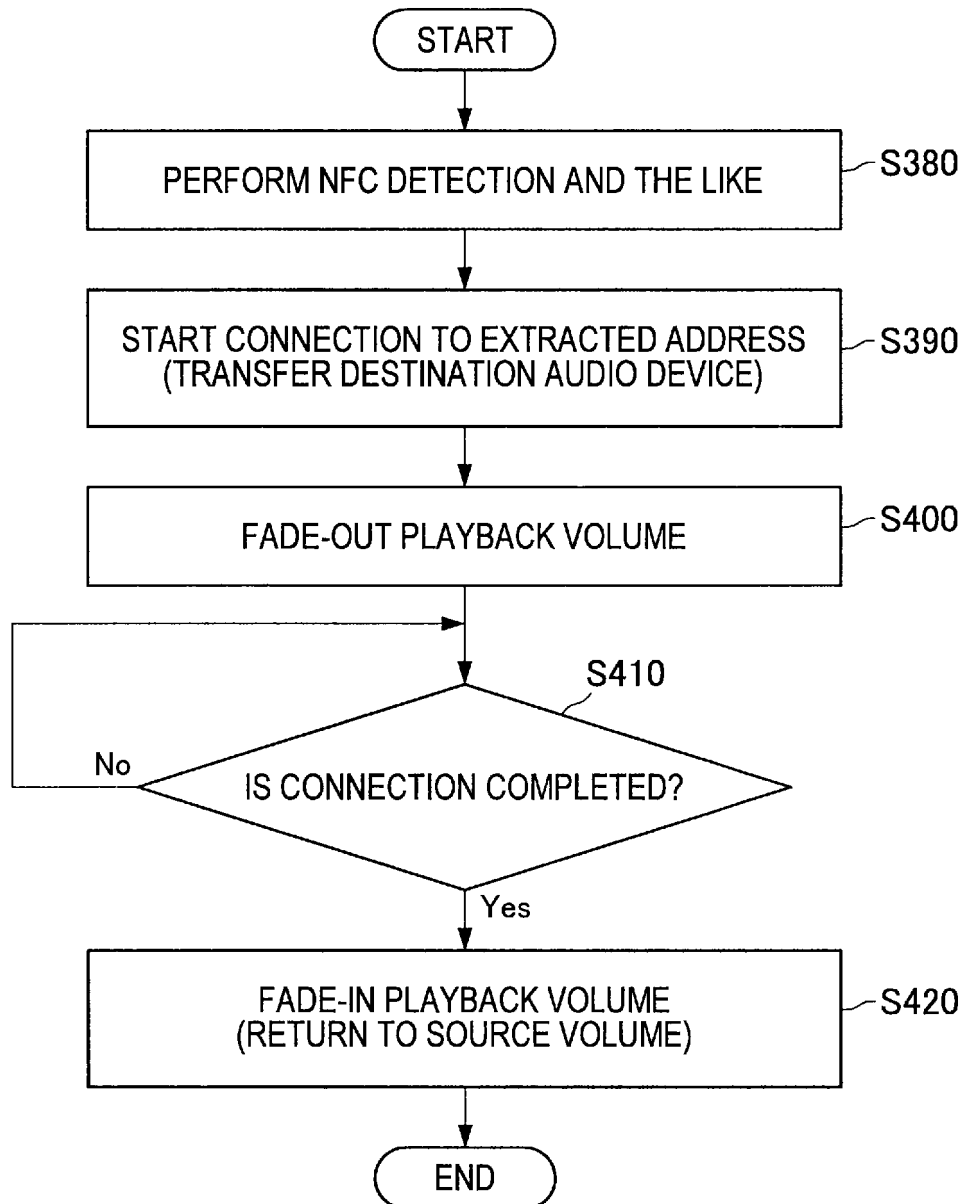 START
PERFORM NFC DETECTION AND THE LIKE
S380
START CONNECTION TO EXTRACTED ADDRESS
(TRANSFER DESTINATION AUDIO DEVICE)
S390
FADE-OUT PLAYBACK VOLUME
S400
S410
No
IS CONNECTION COMPLETED?
Yes
FADE-IN PLAYBACK VOLUME
(RETURN TO SOURCE VOLUME)
S420
END